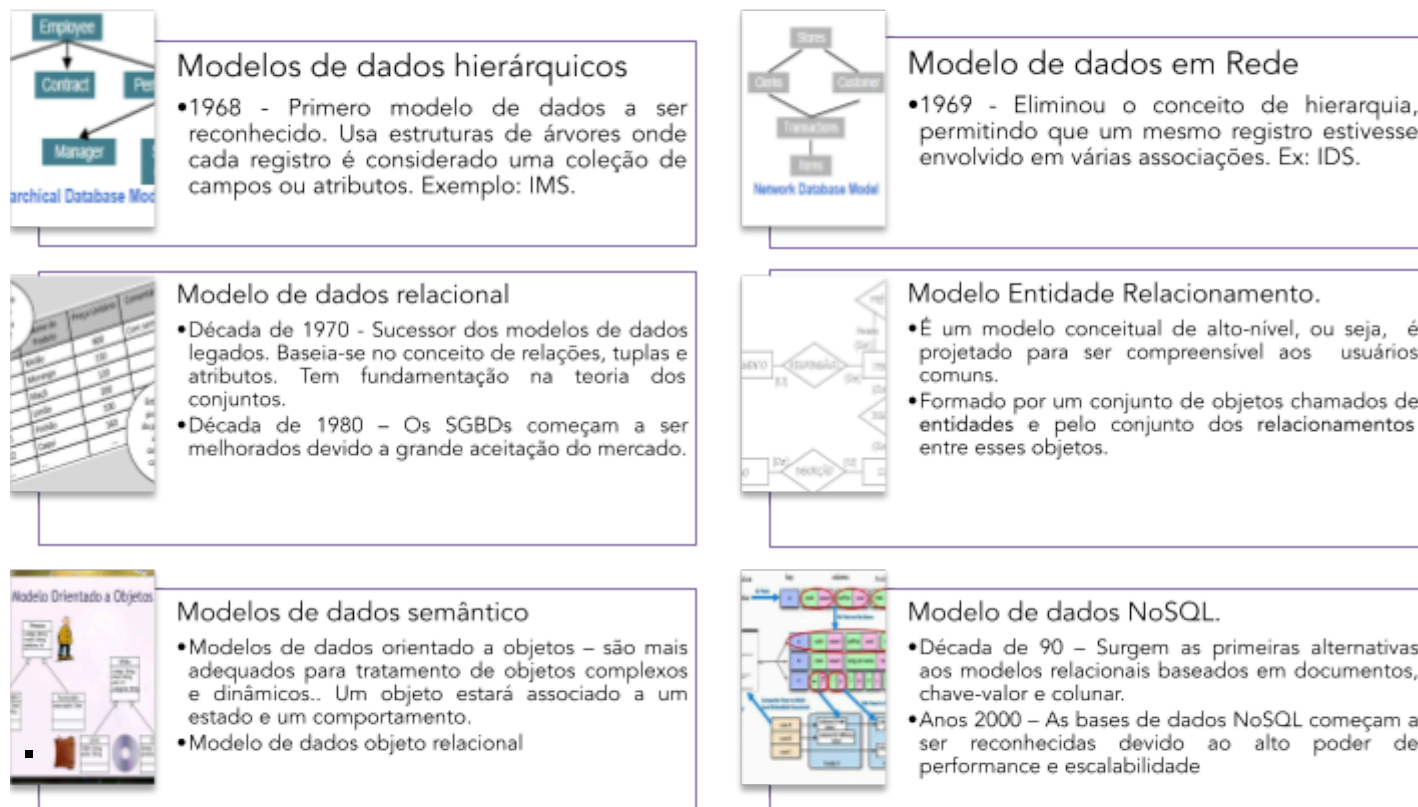 Employee
Contract
Manager
archical Database Mod
Modelos de dados hierárquicos
•1968 - Primero modelo de dados a ser
reconhecido. Usa estruturas de árvores onde
cada registro é considerado uma coleção de
campos ou atributos. Exemplo: IMS.
Stores
Clerks
Customer
Transactions
Items
Network Database Model
Modelo de dados em Rede
•1969 - Eliminou o conceito de hierarquia,
permitindo que um mesmo registro estivesse
envolvido em várias associações. Ex: IDS.
Modelo de dados relacional
•Década de 1970 - Sucessor dos modelos de dados
legados. Baseia-se no conceito de relações, tuplas e
atributos. Tem fundamentação na teoria dos
conjuntos.
•Década de 1980 – Os SGBDs começam a ser
melhorados devido a grande aceitação do mercado.
Modelo Entidade Relacionamento.
•É um modelo conceitual de alto-nível, ou seja, é
projetado para ser compreensível aos usuários
comuns.
•Formado por um conjunto de objetos chamados de
entidades e pelo conjunto dos relacionamentos
entre esses objetos.
Modelo Orientado a Objetos
Modelos de dados semântico
•Modelos de dados orientado a objetos – são mais
adequados para tratamento de objetos complexos
e dinâmicos.. Um objeto estará associado a um
estado e um comportamento.
•Modelo de dados objeto relacional
Modelo de dados NoSQL.
•Década de 90 – Surgem as primeiras alternativas
aos modelos relacionais baseados em documentos,
chave-valor e colunar.
•Anos 2000 – As bases de dados NoSQL começam a
ser reconhecidas devido ao alto poder de
performance e escalabilidade